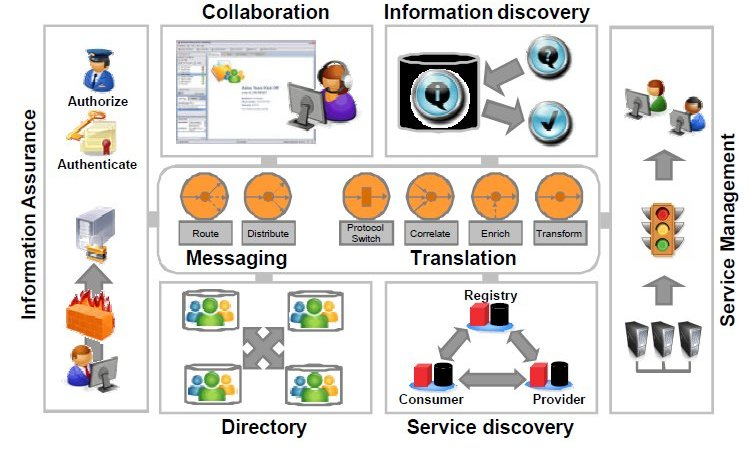 Collaboration
Information discovery
Information Assurance
Authorize
Authenticate
Service Management
Route
Distribute
Protocol
Switch
Correlate
Enrich
Transform
Messaging
Translation
Registry
Consumer
Provider
Directory
Service discovery